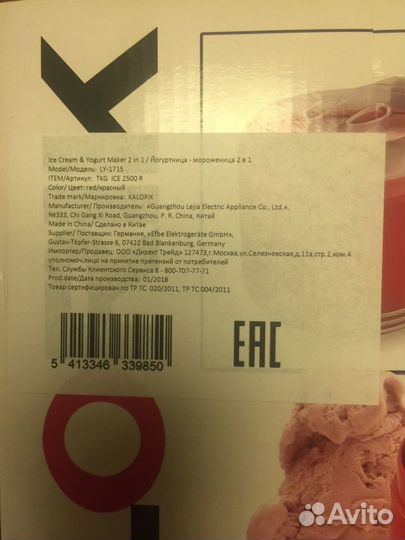 Ice Cream & Yogurt Maker 2 in 1 / Йогуртница - мороженица 2 в 1
Model/Модель: LY-1715
ITEM/Артикул: TKG ICE 2500 R
Color/ Цвет: red/красный
Trade mark/Маркировка: KALORIK
Manufacturer/ Производитель: «Guangzhou Lejia Electric Appliance Co., Ltd.»,
№333, Chi Gang Xi Road, Guangzhou, P. R. China, Китай
Made in China/ Сделано в Китае
Supplier/ Поставщик: Германия, «Efbe Elektrogeräte GmbH»,
Gustav-Töpfer-Strasse 6, 07422 Bad Blankenburg, Germany
Импортер/Продавец: ООО «Директ Трейд» 127473,г.Москва,ул.Селезневская,д.11а,стр.2,ком.4
уполномоч.лицо на принятие претензий от потребителей
Тел. Службы Клиентского Сервиса 8 - 800-707-77-71
Prod.date/Дата производства: 01/2018
Товар сертифицирован по ТР ТС 020/2011, ТР ТС 004/2011
5 413346 339850
EAC
K
Avito